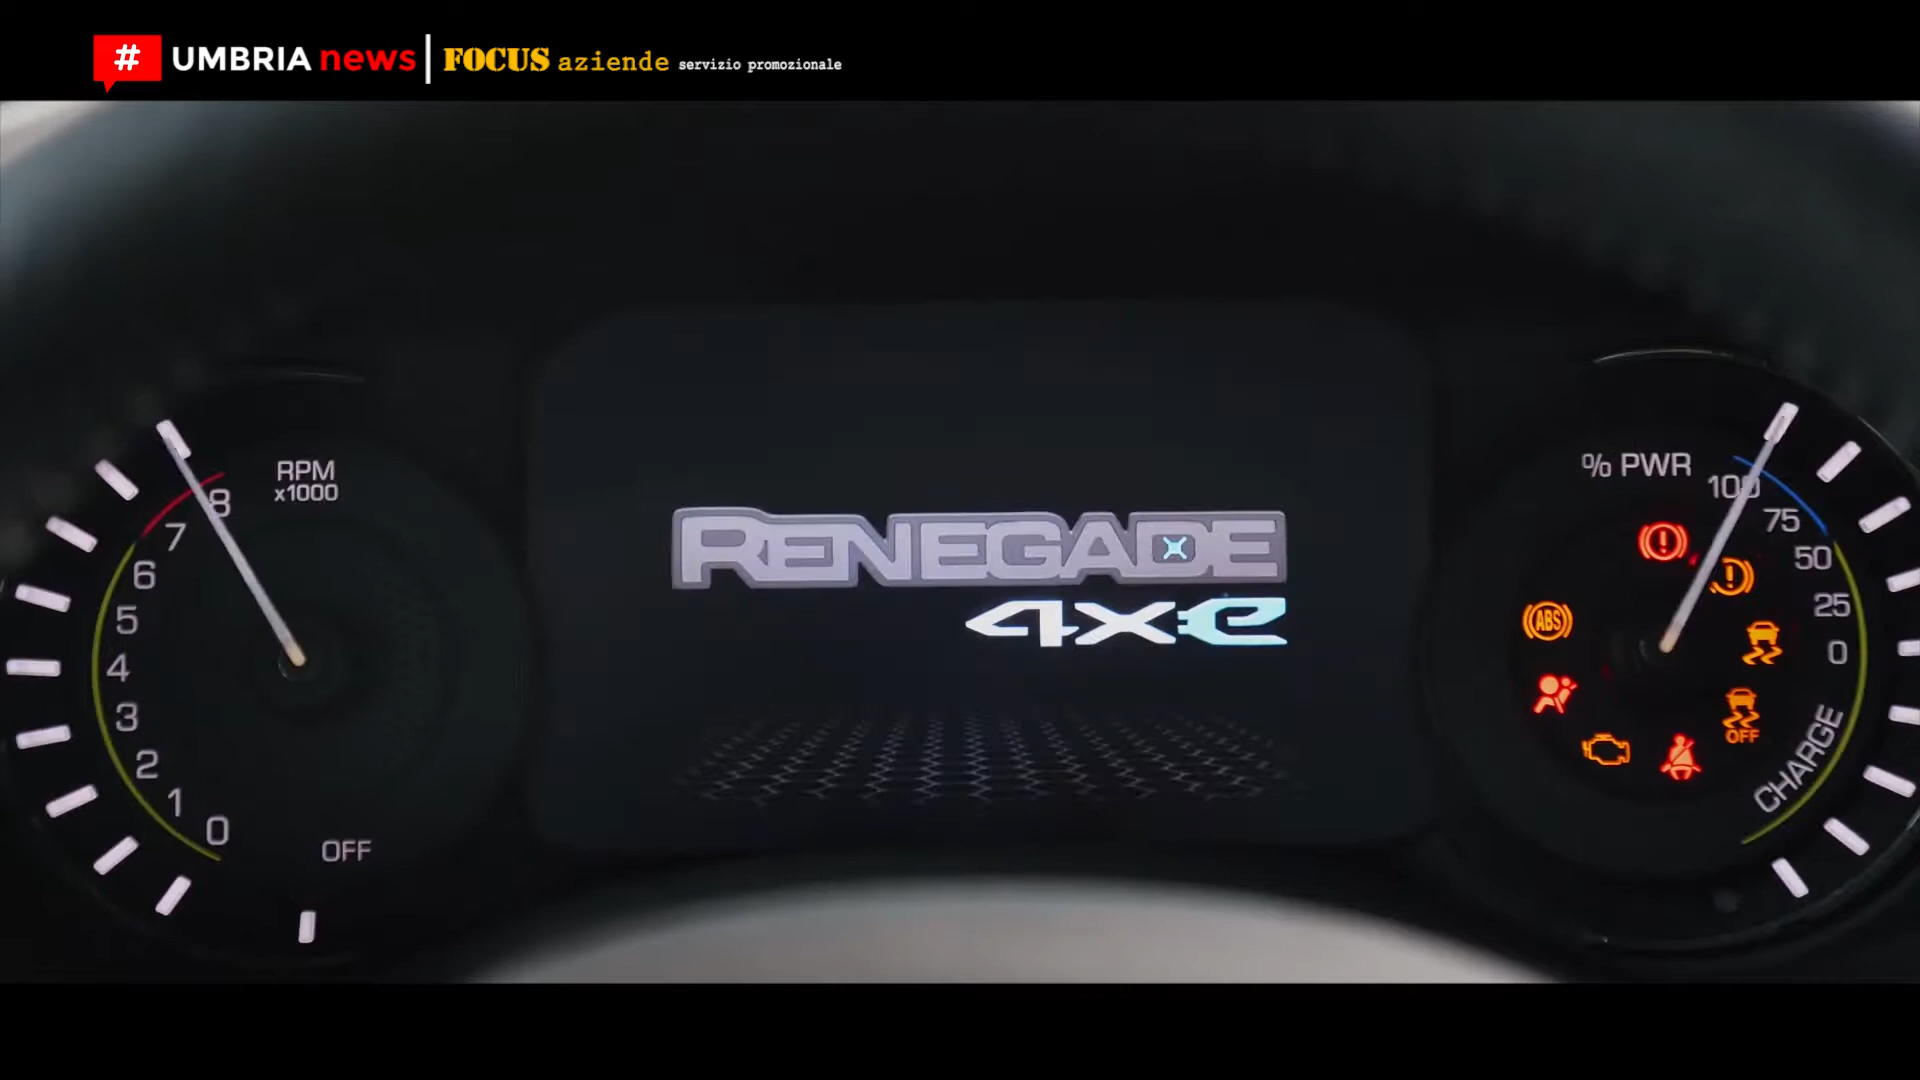 # UMBRIA news FOCUS aziende servizio promozionale
RPM
x1000
8
7
6
5
4
3
2
1
0
OFF
RENEGADE
4xe
% PWR
100
75
50
25
0
CHARGE
ABS
OFF